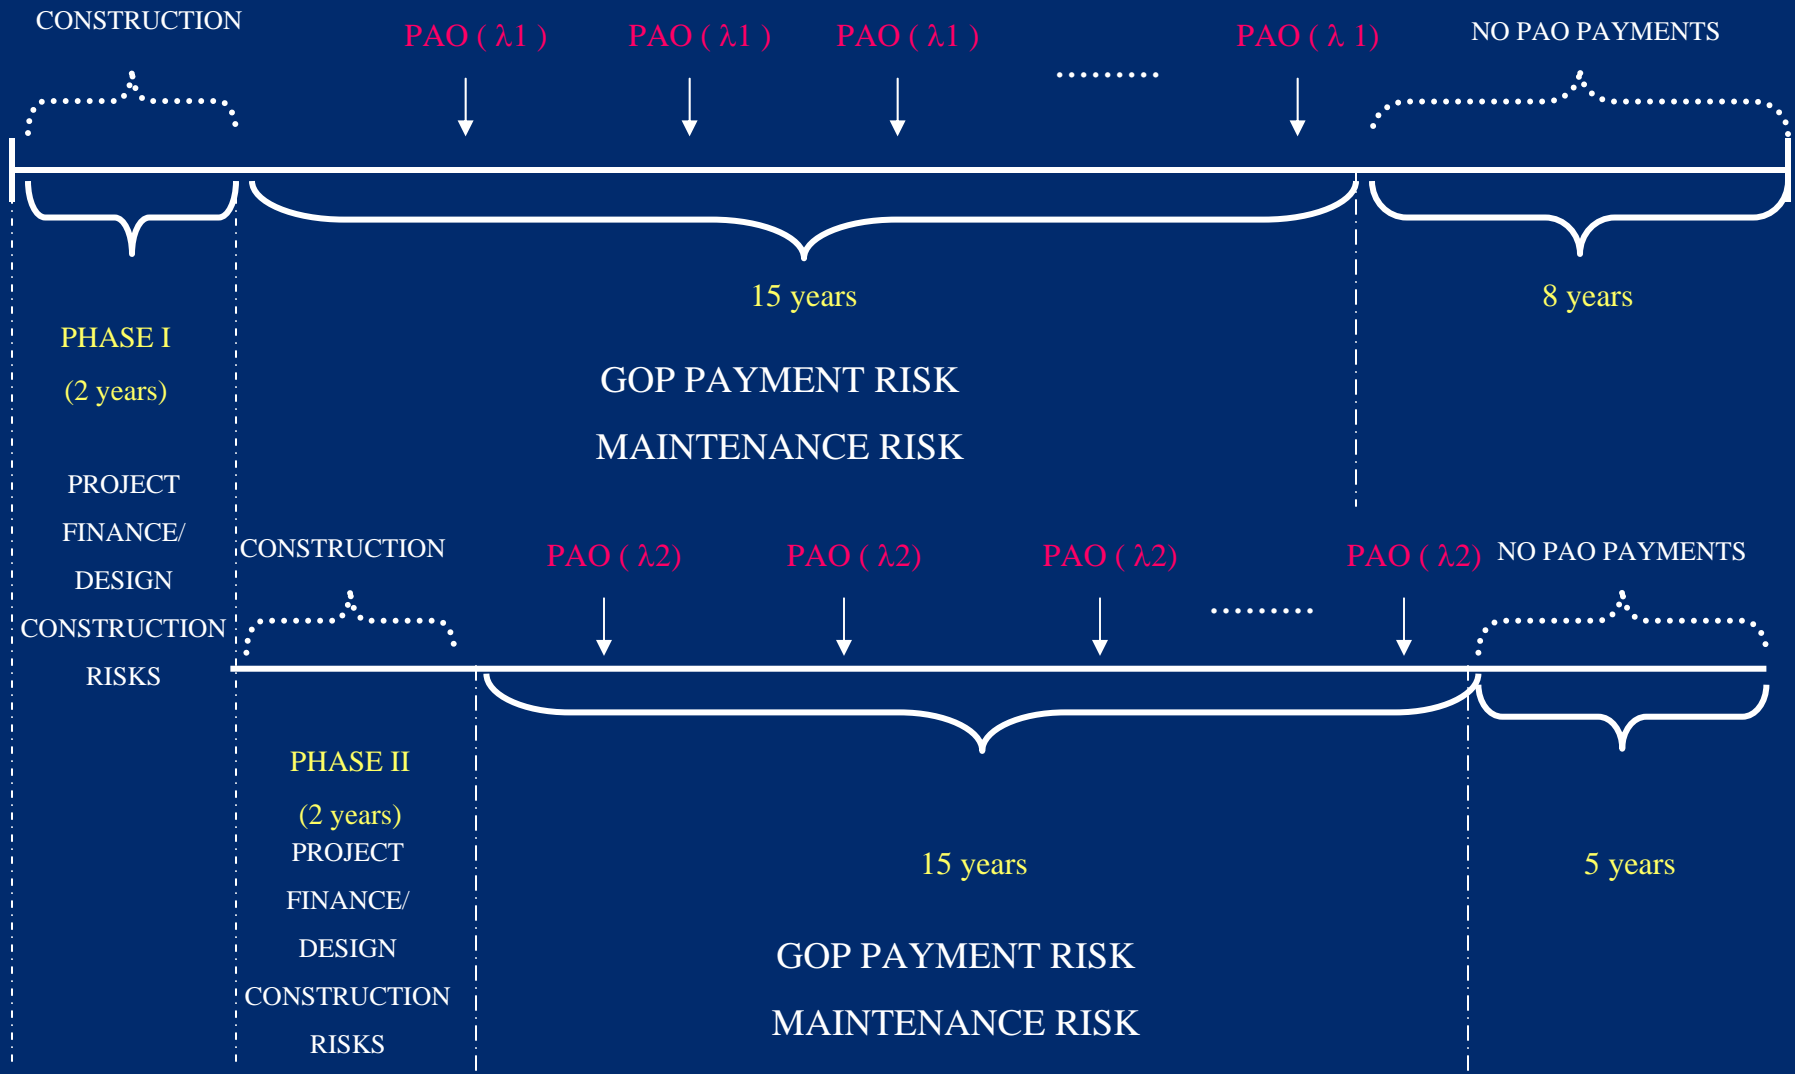 CONSTRUCTION
PAO ( λ1 )
PAO ( λ1 )
PAO ( λ1 )
PAO ( λ 1)
NO PAO PAYMENTS
15 years
8 years
PHASE I
(2 years)
GOP PAYMENT RISK
MAINTENANCE RISK
PROJECT
FINANCE/
DESIGN
CONSTRUCTION
RISKS
CONSTRUCTION
PAO ( λ2)
PAO ( λ2)
PAO ( λ2)
PAO ( λ2)
NO PAO PAYMENTS
PHASE II
(2 years)
PROJECT
FINANCE/
DESIGN
CONSTRUCTION
RISKS
15 years
5 years
GOP PAYMENT RISK
MAINTENANCE RISK